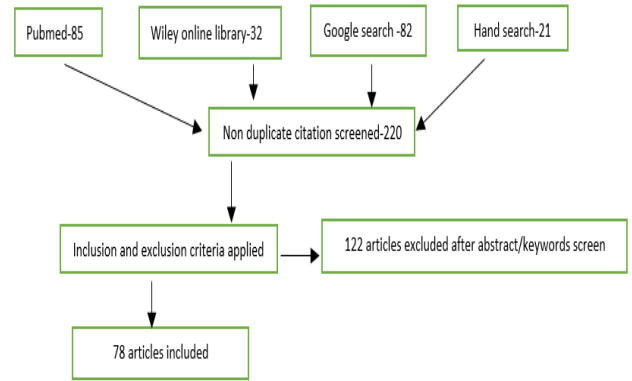 Pubmed-85
Wiley online library-32
Google search -82
Hand search-21
Non duplicate citation screened-220
Inclusion and exclusion criteria applied
122 articles excluded after abstract/keywords screen
78 articles included